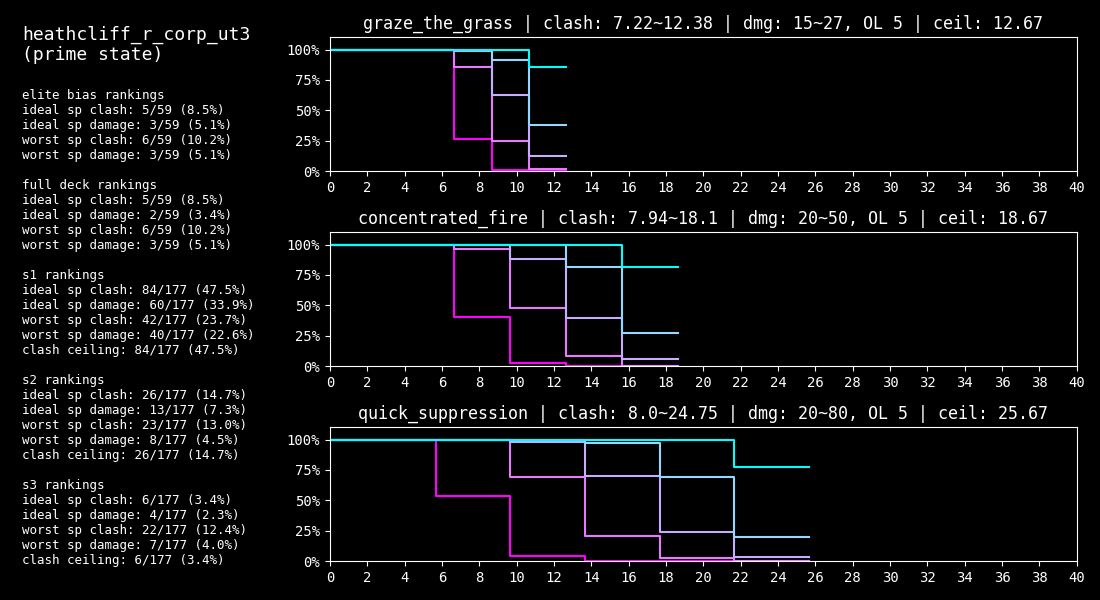 heathcliff_r_corp_ut3
(prime state)
elite bias rankings
ideal sp clash: 5/59 (8.5%)
ideal sp damage: 3/59 (5.1%)
worst sp clash: 6/59 (10.2%)
worst sp damage: 3/59 (5.1%)
full deck rankings
ideal sp clash: 5/59 (8.5%)
ideal sp damage: 2/59 (3.4%)
worst sp clash: 6/59 (10.2%)
worst sp damage: 3/59 (5.1%)
s1 rankings
ideal sp clash: 84/177 (47.5%)
ideal sp damage: 60/177 (33.9%)
worst sp clash: 42/177 (23.7%)
worst sp damage: 40/177 (22.6%)
clash ceiling: 84/177 (47.5%)
s2 rankings
ideal sp clash: 26/177 (14.7%)
ideal sp damage: 13/177 (7.3%)
worst sp clash: 23/177 (13.0%)
worst sp damage: 8/177 (4.5%)
clash ceiling: 26/177 (14.7%)
s3 rankings
ideal sp clash: 6/177 (3.4%)
ideal sp damage: 4/177 (2.3%)
worst sp clash: 22/177 (12.4%)
worst sp damage: 7/177 (4.0%)
clash ceiling: 6/177 (3.4%)
graze_the_grass | clash: 7.22~12.38 | dmg: 15~27, OL 5 | ceil: 12.67
100%
75%
50%
25%
0%
0 2 4 6 8 10 12 14 16 18 20 22 24 26 28 30 32 34 36 38 40
concentrated_fire | clash: 7.94~18.1 | dmg: 20~50, OL 5 | ceil: 18.67
100%
75%
50%
25%
0%
0 2 4 6 8 10 12 14 16 18 20 22 24 26 28 30 32 34 36 38 40
quick_suppression | clash: 8.0~24.75 | dmg: 20~80, OL 5 | ceil: 25.67
100%
75%
50%
25%
0%
0 2 4 6 8 10 12 14 16 18 20 22 24 26 28 30 32 34 36 38 40